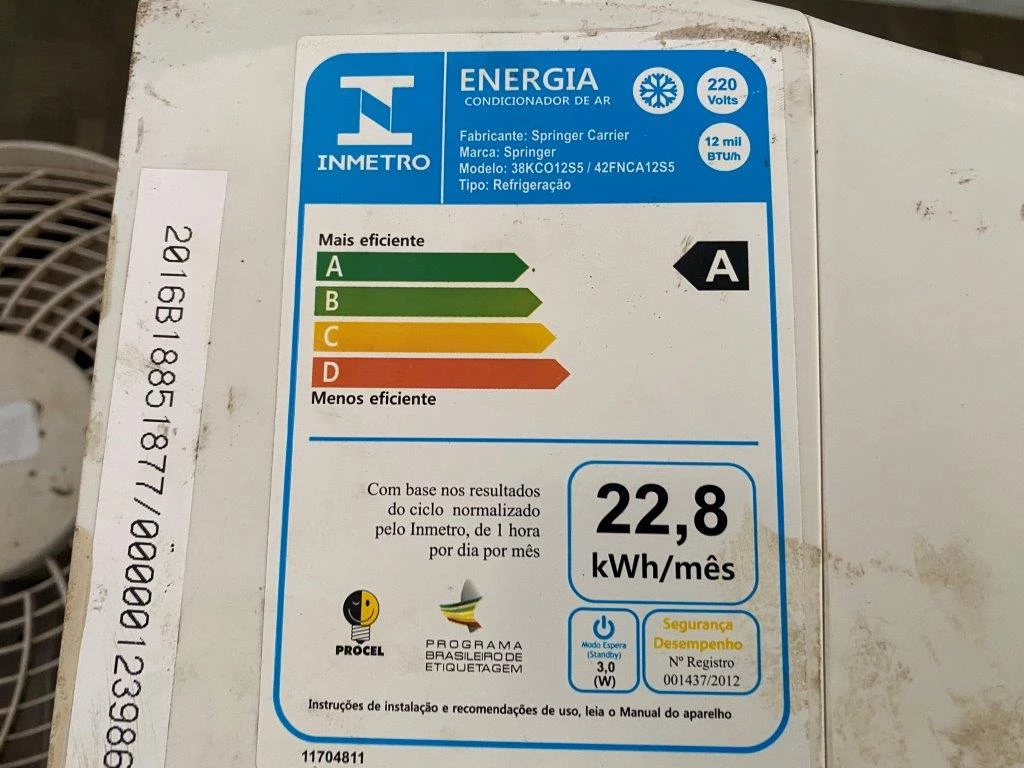 INMETRO
ENERGIA
CONDICIONADOR DE AR
220
Volts
12 mil
BTU/h
Fabricante: Springer Carrier
Marca: Springer
Modelo: 38KCO12S5 / 42FNCA12S5
Tipo: Refrigeração
Mais eficiente
A
A
B
C
D
Menos eficiente
Com base nos resultados
do ciclo normalizado
pelo Inmetro, de 1 hora
por dia por mês
22,8
kWh/mês
PROCEL
PROGRAMA
BRASILEIRO DE
ETIQUETAGEM
Modo Espera
(Standby)
3,0
(W)
Segurança
Desempenho
Nº Registro
001437/2012
Instruções de instalação e recomendações de uso, leia o Manual do aparelho
11704811
2016B18851877/00000123986